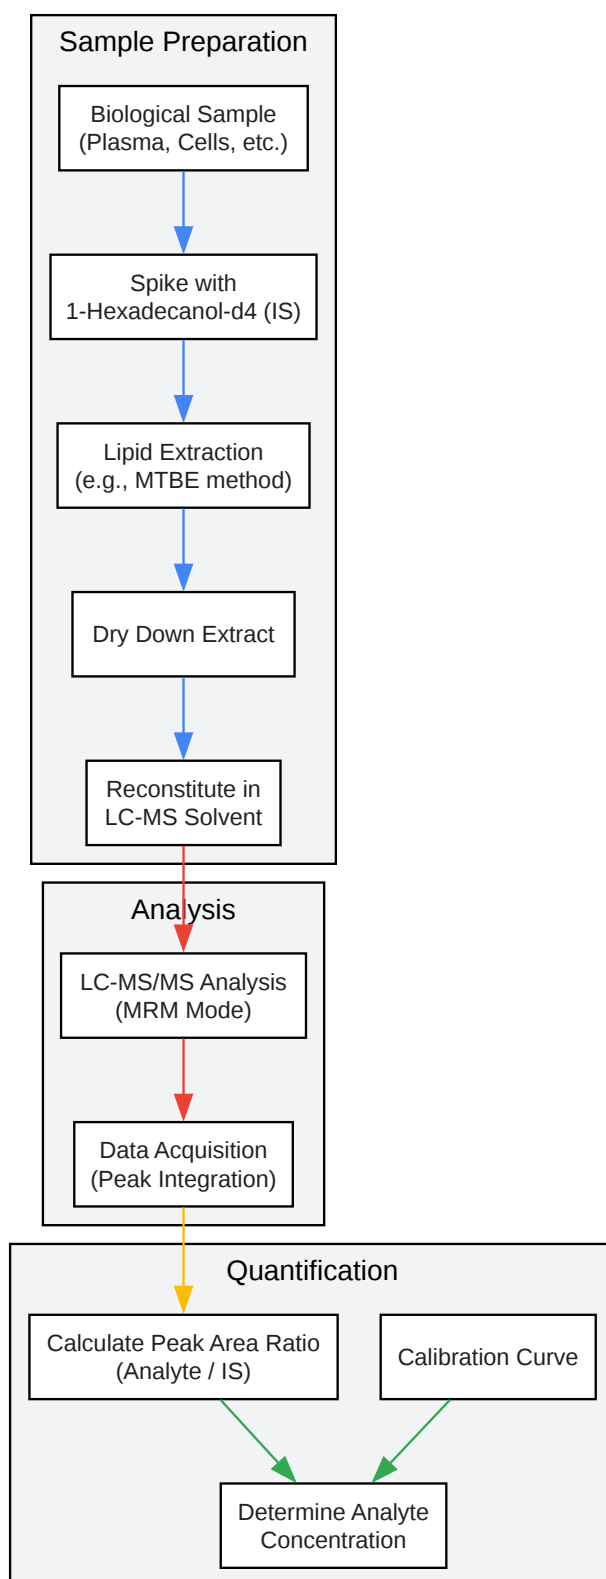 Sample Preparation
Biological Sample
(Plasma, Cells, etc.)
Spike with
1-Hexadecanol-d4 (IS)
Lipid Extraction
(e.g., MTBE method)
Dry Down Extract
Reconstitute in
LC-MS Solvent
Analysis
LC-MS/MS Analysis
(MRM Mode)
Data Acquisition
(Peak Integration)
Quantification
Calculate Peak Area Ratio
(Analyte / IS)
Calibration Curve
Determine Analyte
Concentration